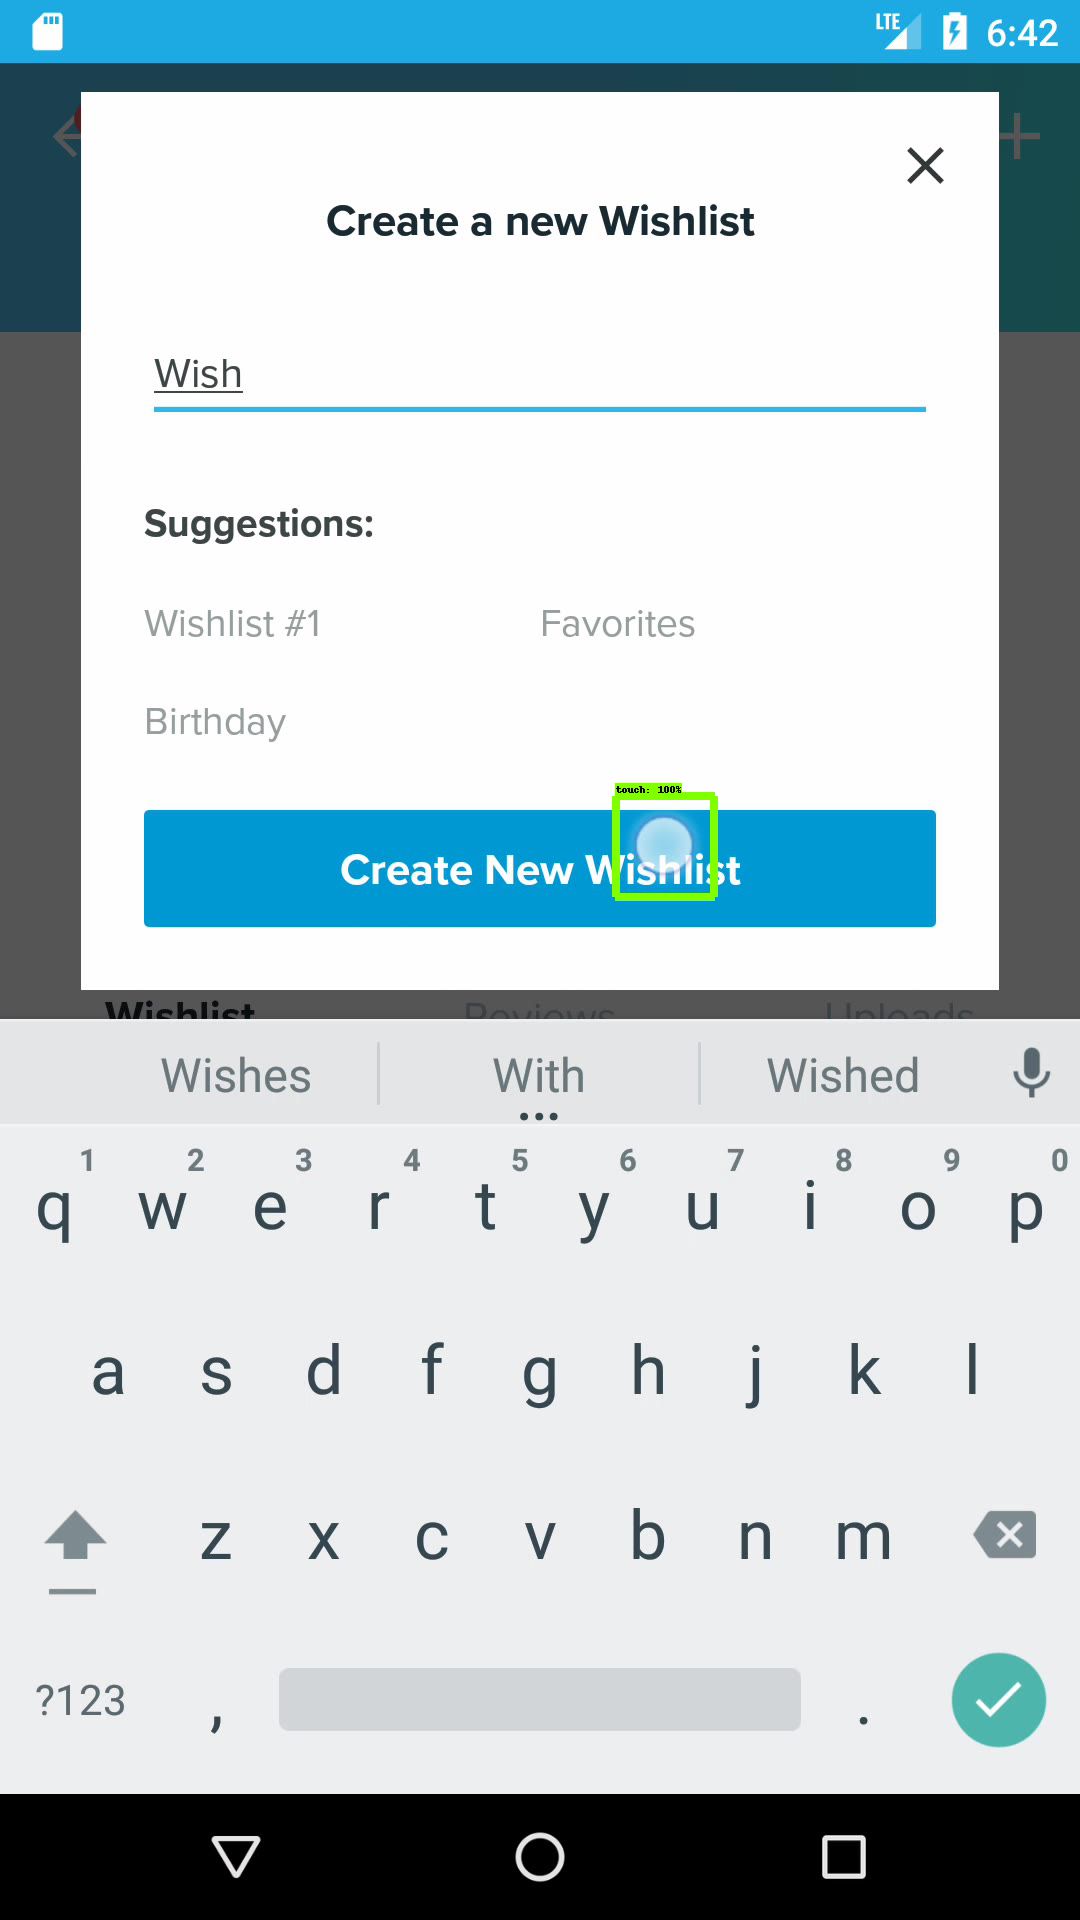 LTE 6:42
Create a new Wishlist
Wish
Suggestions:
Wishlist #1 Favorites
Birthday
touch: 100%
Create New Wishlist
Wishlist Reviews Uploads
Wishes With Wished
1 2 3 4 5 6 7 8 9 0
q w e r t y u i o p
a s d f g h j k l
z x c v b n m
?123 , .